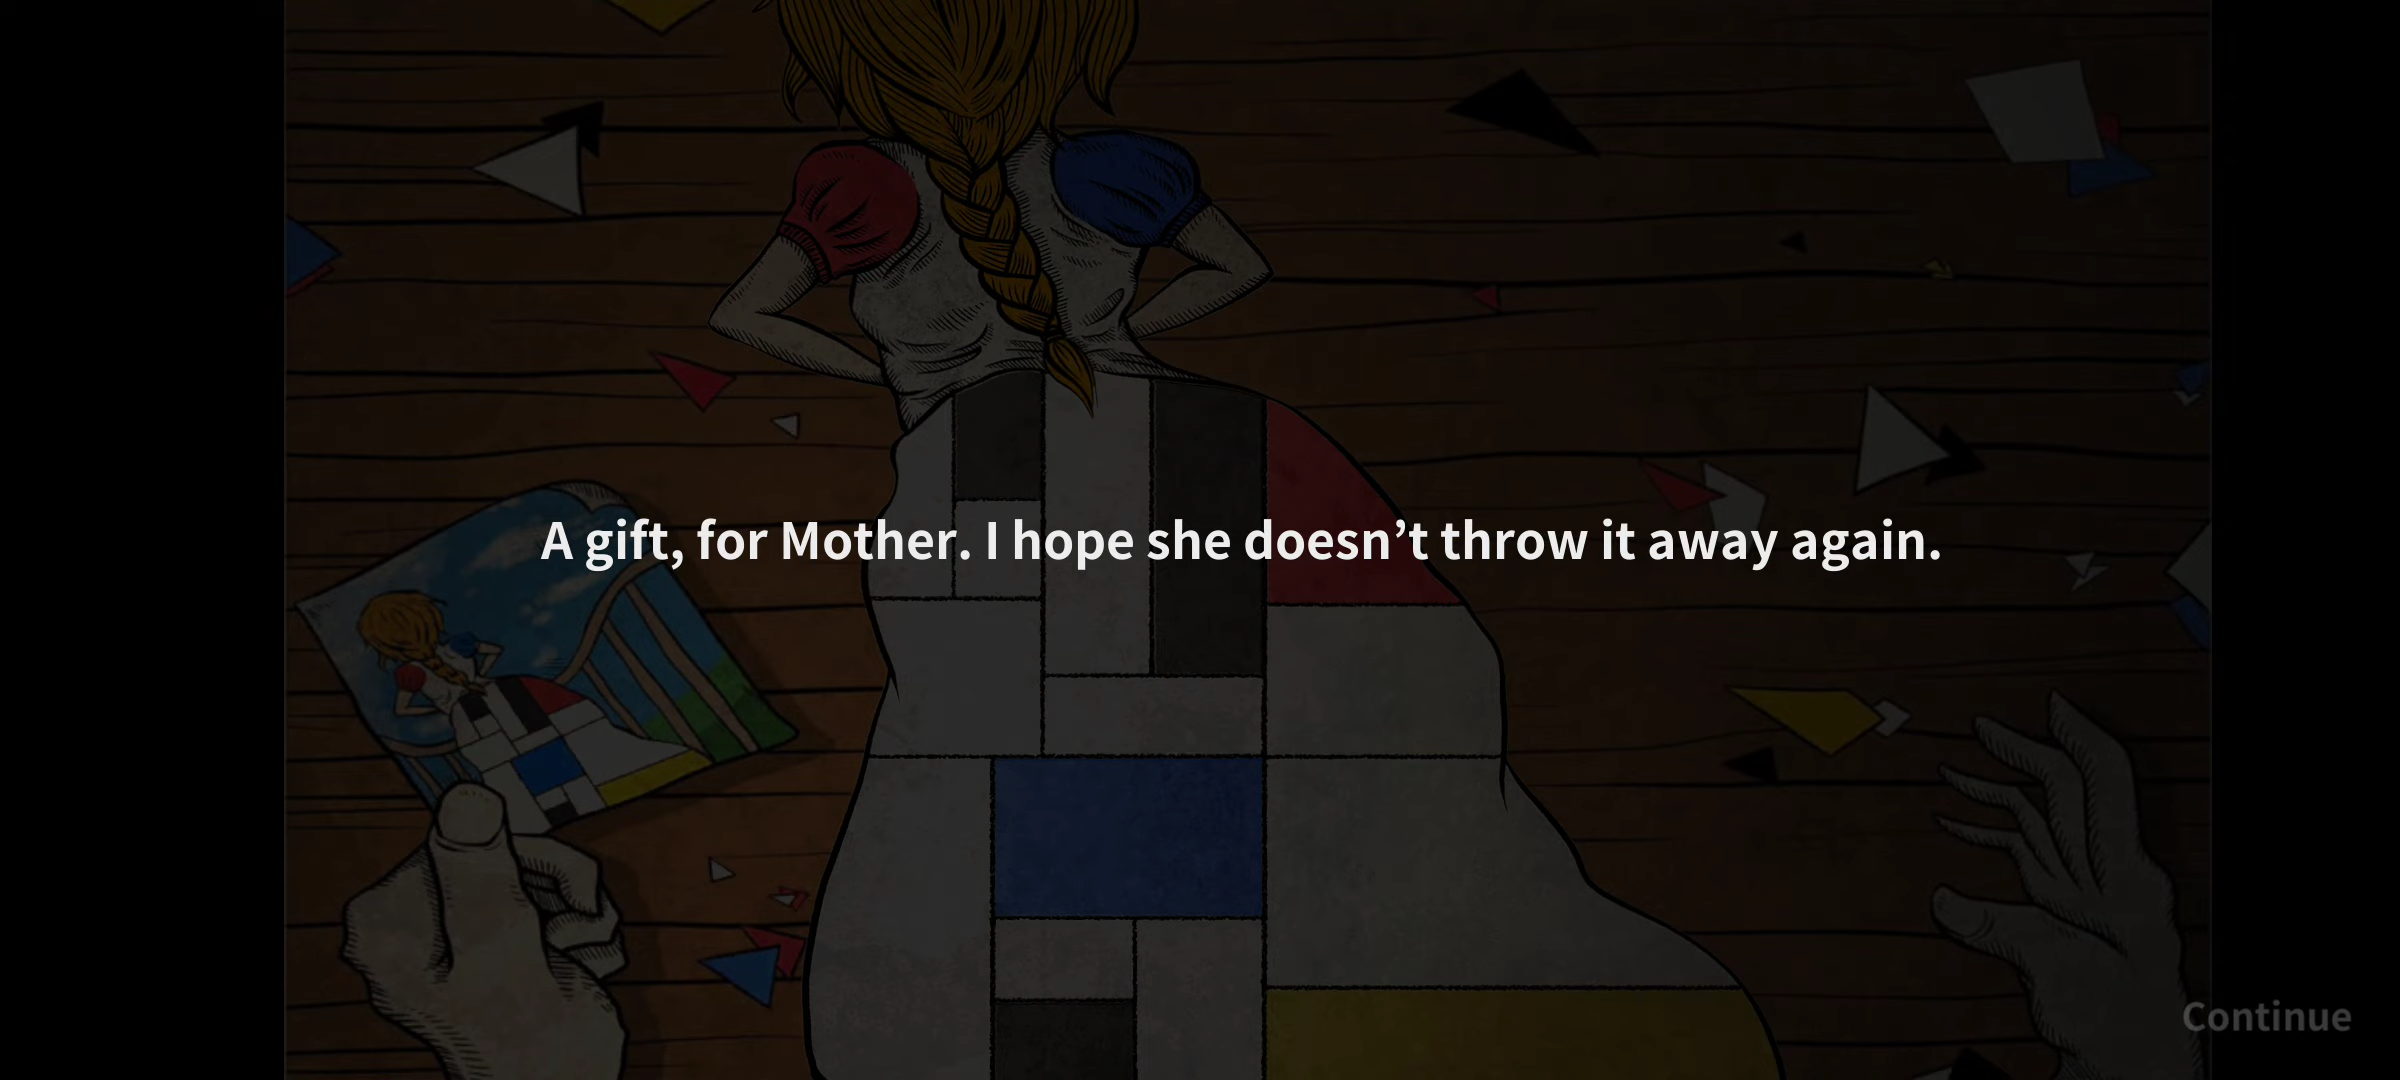 A gift, for Mother. I hope she doesn’t throw it away again.
Continue